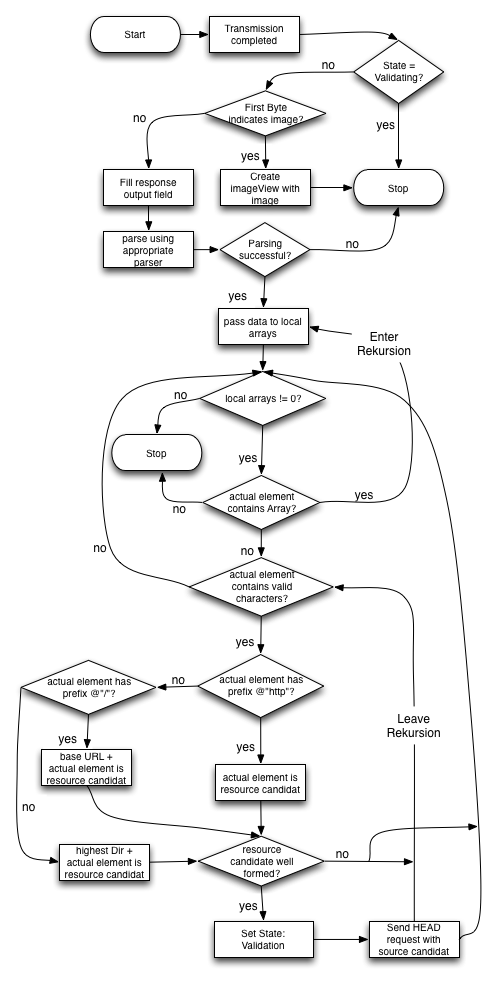 Start
Transmission
completed
State =
Validating?
no
yes
First Byte
indicates image?
no
yes
Fill response
output field
Create
imageView with
image
Stop
parse using
appropriate
parser
Parsing
successful?
no
yes
pass data to local
arrays
Enter
Rekursion
local arrays != 0?
no
Stop
yes
actual element
contains Array?
yes
no
no
actual element
contains valid
characters?
no
yes
actual element has
prefix @"/"?
no
actual element has
prefix @"http"?
yes
yes
base URL +
actual element is
resource candidat
actual element is
resource candidat
Leave
Rekursion
no
highest Dir +
actual element is
resource candidat
resource
candidate well
formed?
no
yes
Set State:
Validation
Send HEAD
request with
source candidat